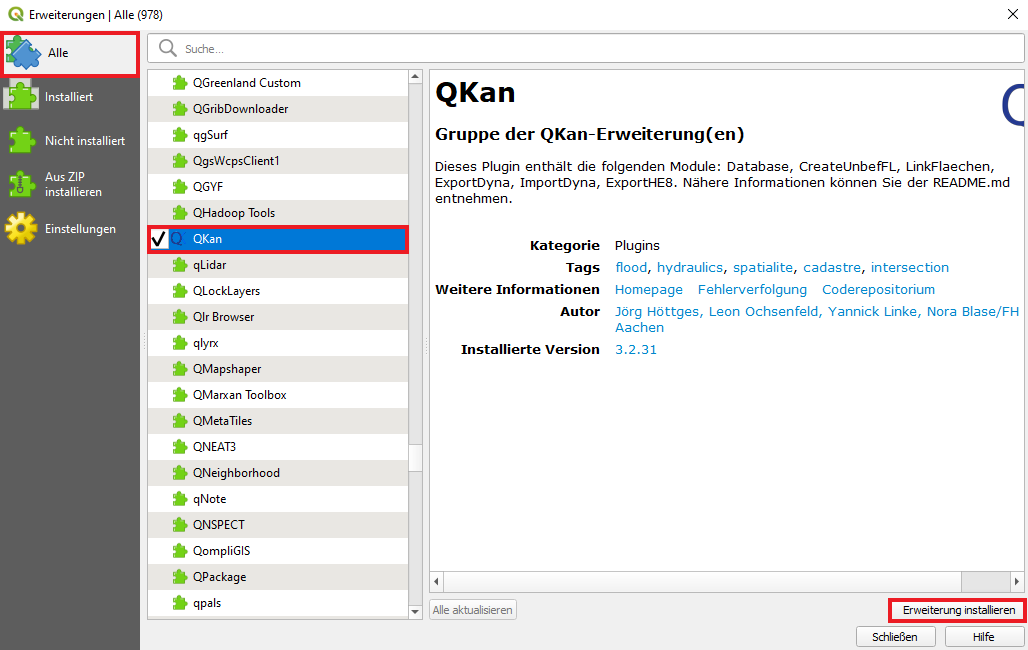 Erweiterungen | Alle (978)
Alle
Installiert
Nicht installiert
Aus ZIP
installieren
Einstellungen
Suche...
QGreenland Custom
QGribDownloader
qgSurf
QgsWcpsClient1
QGYF
QHadoop Tools
QKan
qLidar
QLockLayers
Qlr Browser
qlyrx
QMapshaper
QMarxan Toolbox
QMetaTiles
QNEAT3
QNeighborhood
qNote
QNSPECT
QompliGIS
QPackage
qpals
QKan
Gruppe der QKan-Erweiterung(en)
Dieses Plugin enthält die folgenden Module: Database, CreateUnbefFL, LinkFlaechen,
ExportDyna, ImportDyna, ExportHE8. Nähere Informationen können Sie der README.md
entnehmen.
Kategorie Plugins
Tags flood, hydraulics, spatialite, cadastre, intersection
Weitere Informationen Homepage Fehlerverfolgung Coderepositorium
Autor Jörg Höttges, Leon Ochsenfeld, Yannick Linke, Nora Blase/FH
Aachen
Installierte Version 3.2.31
Alle aktualisieren
Erweiterung installieren
Schließen
Hilfe